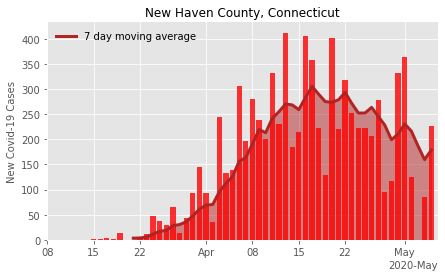 New Haven County, Connecticut
7 day moving average
New Covid-19 Cases
400
350
300
250
200
150
100
50
0
08 15 22 Apr 08 15 22 May
2020-May